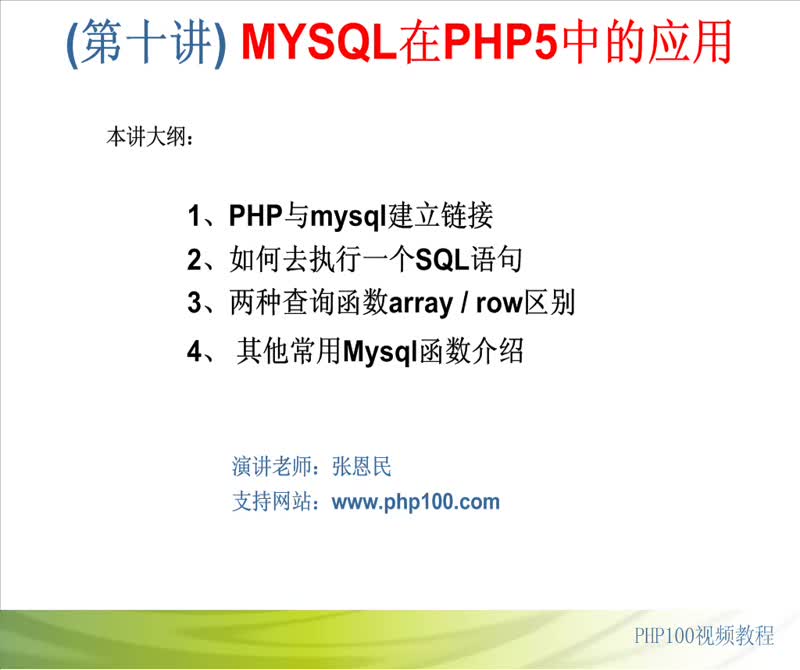 (第十讲) MYSQL在PHP5中的应用
本讲大纲：
1、PHP与mysql建立链接
2、如何去执行一个SQL语句
3、两种查询函数array / row区别
4、 其他常用Mysql函数介绍
演讲老师：张恩民
支持网站：www.php100.com
PHP100视频教程